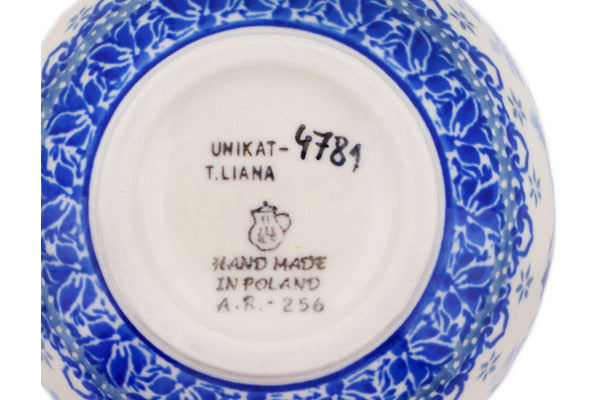 UNIKAT-4781
T.LIANA
HAND MADE
IN POLAND
A.R.-256